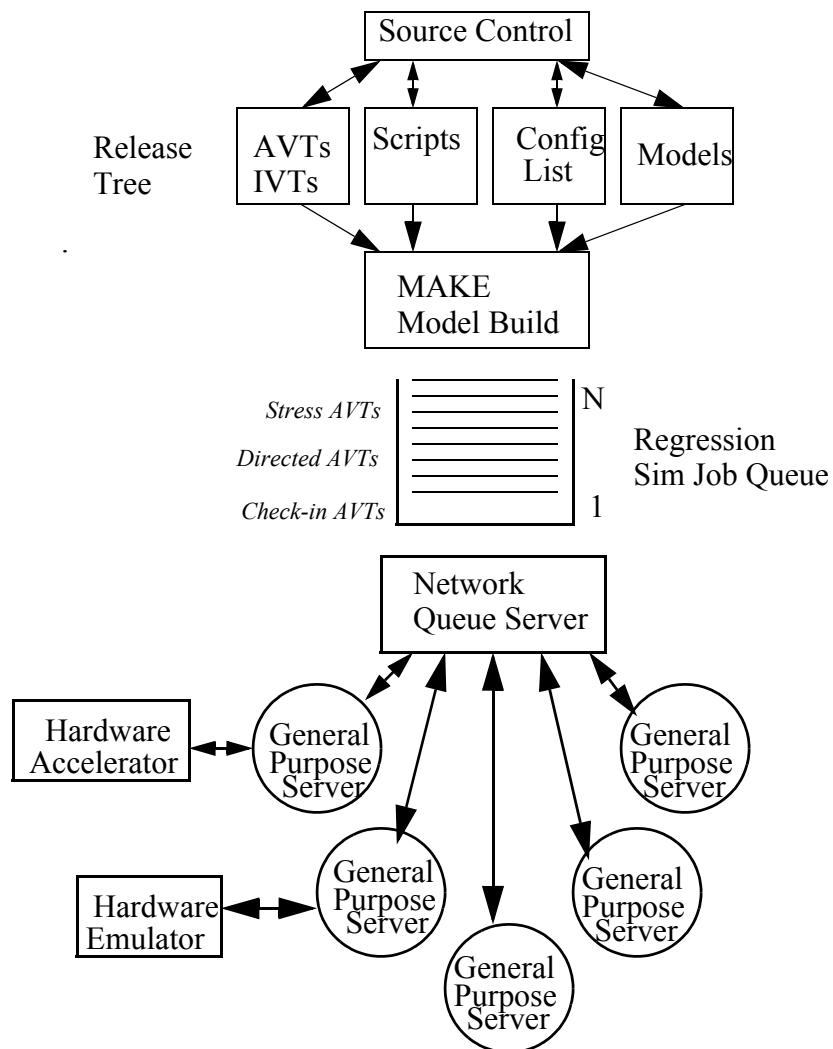 Source Control
Release
Tree
AVTs
IVTs
Scripts
Config
List
Models
MAKE
Model Build
Stress AVTs
Directed AVTs
Check-in AVTs
N
1
Regression
Sim Job Queue
Network
Queue Server
Hardware
Accelerator
General
Purpose
Server
General
Purpose
Server
Hardware
Emulator
General
Purpose
Server
General
Purpose
Server
General
Purpose
Server